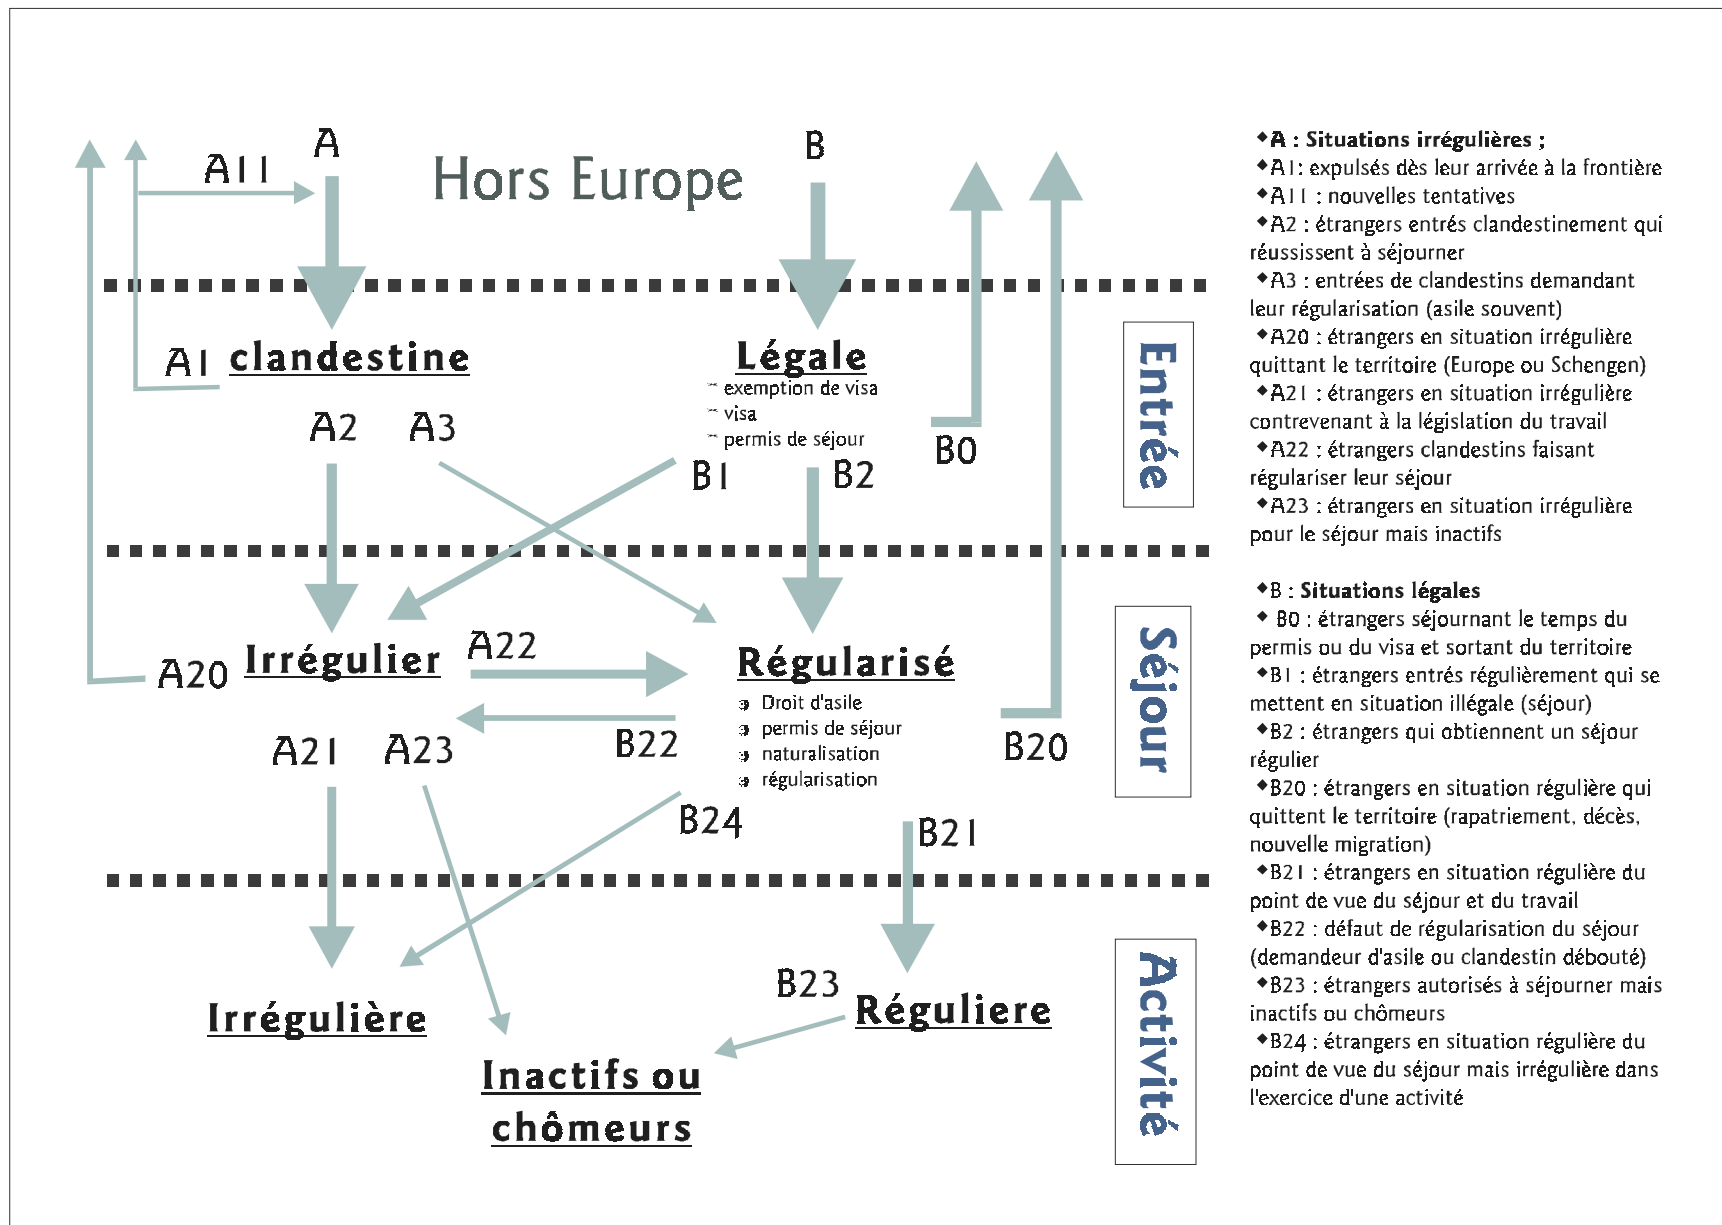 A
B
A11
Hors Europe
A1
clandestine
Légale
exemption de visa
visa
permis de séjour
A2
A3
B1
B2
B0
Entrée
A20
Irrégulier
A22
Régularisé
Droit d'asile
permis de séjour
naturalisation
régularisation
B22
B20
A21
A23
B24
B21
Séjour
B23
Irrégulière
Réguliere
Inactifs ou
chômeurs
Activité
◆A : Situations irrégulières ;
◆A1: expulsés dès leur arrivée à la frontière
◆A11 : nouvelles tentatives
◆A2 : étrangers entrés clandestinement qui
réussissent à séjourner
◆A3 : entrées de clandestins demandant
leur régularisation (asile souvent)
◆A20 : étrangers en situation irrégulière
quittant le territoire (Europe ou Schengen)
◆A21 : étrangers en situation irrégulière
contrevenant à la législation du travail
◆A22 : étrangers clandestins faisant
régulariser leur séjour
◆A23 : étrangers en situation irrégulière
pour le séjour mais inactifs
◆B : Situations légales
◆ B0 : étrangers séjournant le temps du
permis ou du visa et sortant du territoire
◆B1 : étrangers entrés régulièrement qui se
mettent en situation illégale (séjour)
◆B2 : étrangers qui obtiennent un séjour
régulier
◆B20 : étrangers en situation régulière qui
quittent le territoire (rapatriement, décès,
nouvelle migration)
◆B21 : étrangers en situation régulière du
point de vue du séjour et du travail
◆B22 : défaut de régularisation du séjour
(demandeur d'asile ou clandestin débouté)
◆B23 : étrangers autorisés à séjourner mais
inactifs ou chômeurs
◆B24 : étrangers en situation régulière du
point de vue du séjour mais irrégulière dans
l'exercice d'une activité